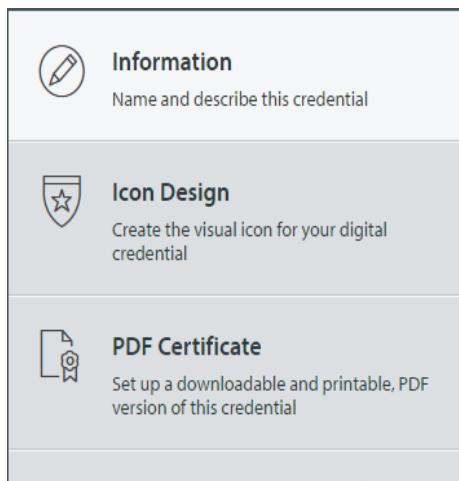 Information
Name and describe this credential
Icon Design
Create the visual icon for your digital
credential
PDF Certificate
Set up a downloadable and printable, PDF
version of this credential